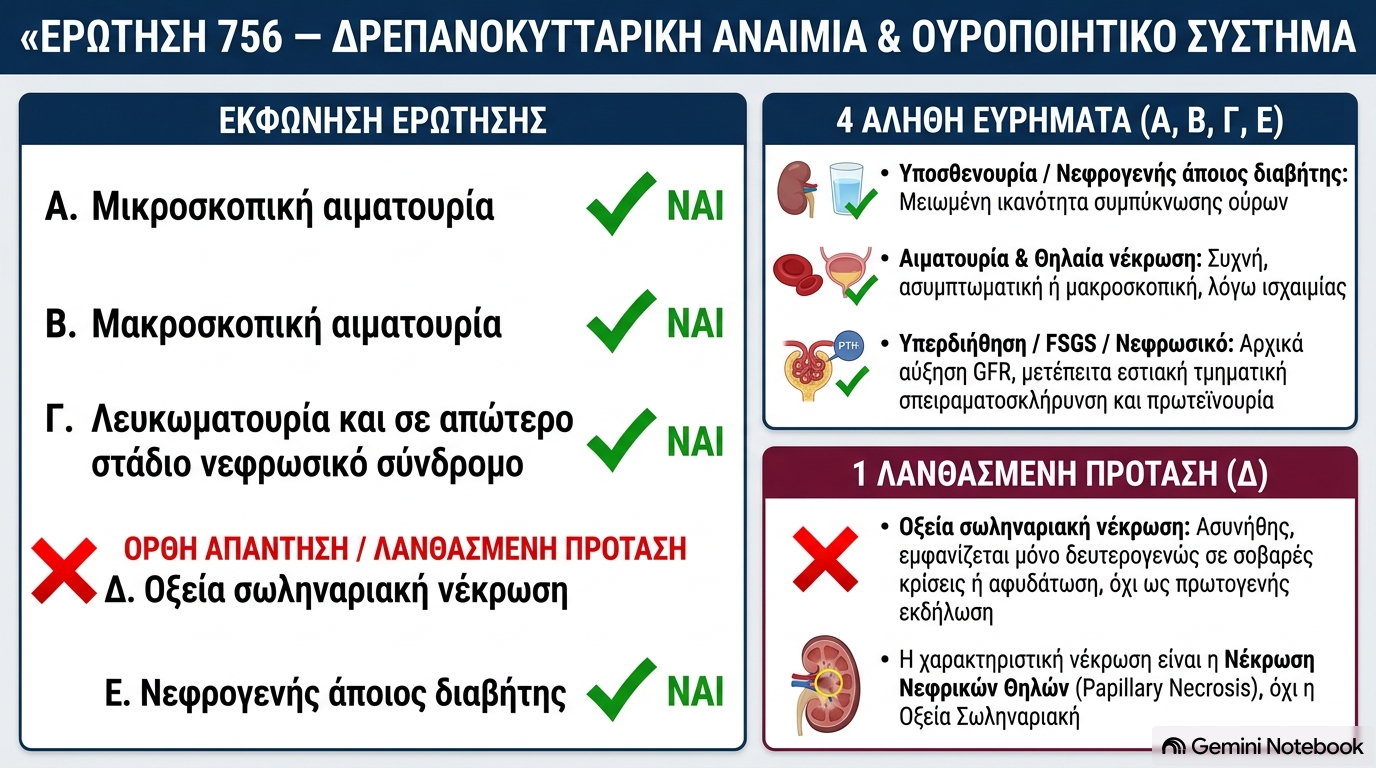 «ΕΡΩΤΗΣΗ 756 — ΔΡΕΠΑΝΟΚΥΤΤΑΡΙΚΗ ΑΝΑΙΜΙΑ & ΟΥΡΟΠΟΙΗΤΙΚΟ ΣΥΣΤΗΜΑ
ΕΚΦΩΝΗΣΗ ΕΡΩΤΗΣΗΣ
Α. Μικροσκοπική αιματουρία ΝΑΙ
Β. Μακροσκοπική αιματουρία ΝΑΙ
Γ. Λευκωματουρία και σε απώτερο
στάδιο νεφρωσικό σύνδρομο ΝΑΙ
ΟΡΘΗ ΑΠΑΝΤΗΣΗ / ΛΑΝΘΑΣΜΕΝΗ ΠΡΟΤΑΣΗ
Δ. Οξεία σωληναριακή νέκρωση
Ε. Νεφρογενής άποιος διαβήτης ΝΑΙ
4 ΑΛΗΘΗ ΕΥΡΗΜΑΤΑ (Α, Β, Γ, Ε)
• Υποσθενουρία / Νεφρογενής άποιος διαβήτης:
Μειωμένη ικανότητα συμπύκνωσης ούρων
• Αιματουρία & Θηλαία νέκρωση: Συχνή,
ασυμπτωματική ή μακροσκοπική, λόγω ισχαιμίας
PTH
• Υπερδιήθηση / FSGS / Νεφρωσικό: Αρχικά
αύξηση GFR, μετέπειτα εστιακή τμηματική
σπειραματοσκλήρυνση και πρωτεϊνουρία
1 ΛΑΝΘΑΣΜΕΝΗ ΠΡΟΤΑΣΗ (Δ)
• Οξεία σωληναριακή νέκρωση: Ασυνήθης,
εμφανίζεται μόνο δευτερογενώς σε σοβαρές
κρίσεις ή αφυδάτωση, όχι ως πρωτογενής
εκδήλωση
• Η χαρακτηριστική νέκρωση είναι η Νέκρωση
Νεφρικών Θηλών (Papillary Necrosis), όχι η
Οξεία Σωληναριακή
Gemini Notebook